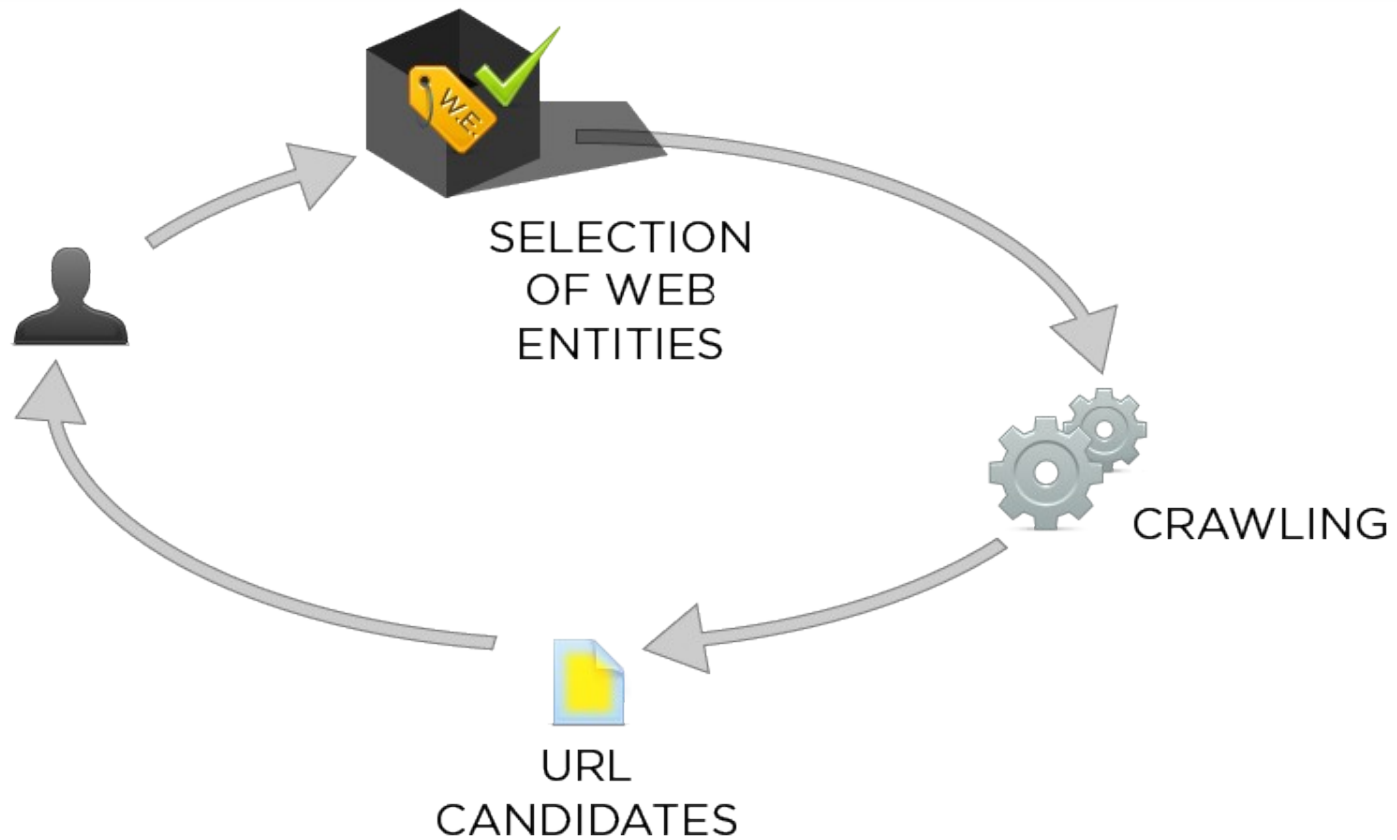 W.E.
SELECTION
OF WEB
ENTITIES
CRAWLING
URL
CANDIDATES